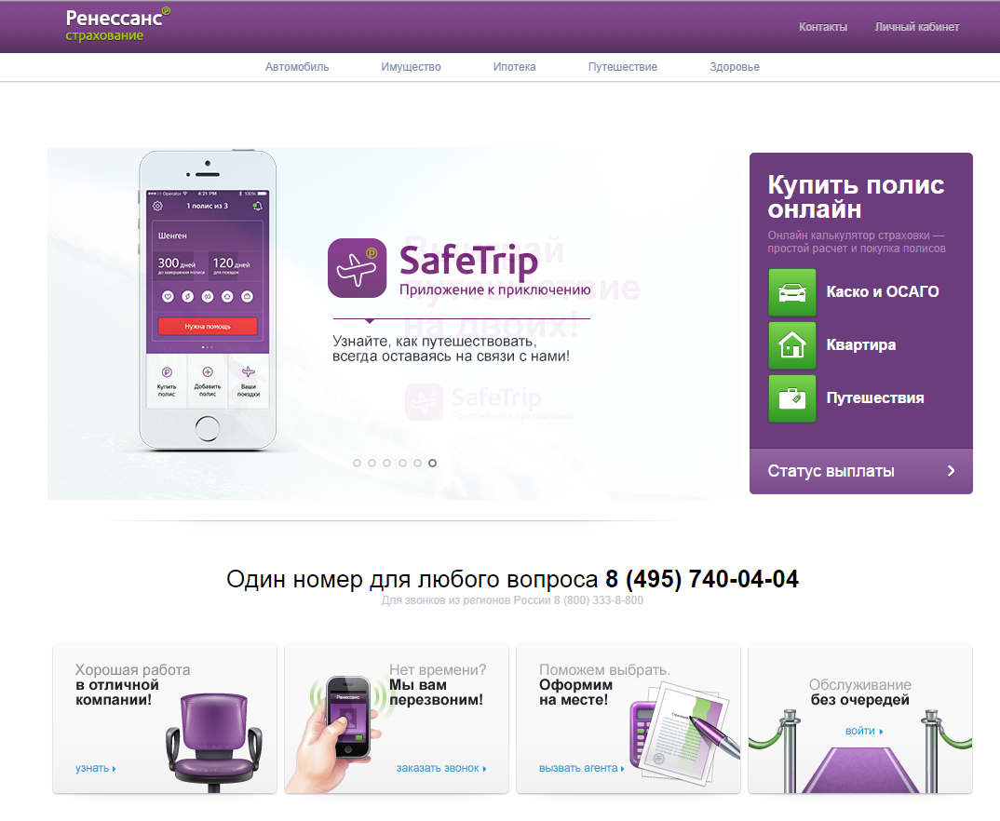 Ренессанс
страхование
Контакты
Личный кабинет
Автомобиль
Имущество
Ипотека
Путешествие
Здоровье
Operator
4:21 PM
100%
1 полис из 3
Шенген
300 дней
до завершения полиса
120 дней
для поездок
Нужна помощь
Купить
полис
Добавить
полис
Ваши
поездки
SafeTrip
Приложение к приключению
Узнайте, как путешествовать,
всегда оставаясь на связи с нами!
Выиграй
путешествие
на двоих!
SafeTrip
Приложение к приключению
Купить полис
онлайн
Онлайн калькулятор страховки —
простой расчет и покупка полисов
Каско и ОСАГО
Квартира
Путешествия
Статус выплаты
Один номер для любого вопроса 8 (495) 740-04-04
Для звонков из регионов России 8 (800) 333-8-800
Хорошая работа
в отличной
компании!
узнать
Нет времени?
Мы вам
перезвоним!
Ренессанс
заказать звонок
Поможем выбрать.
Оформим
на месте!
вызвать агента
Обслуживание
без очередей
войти